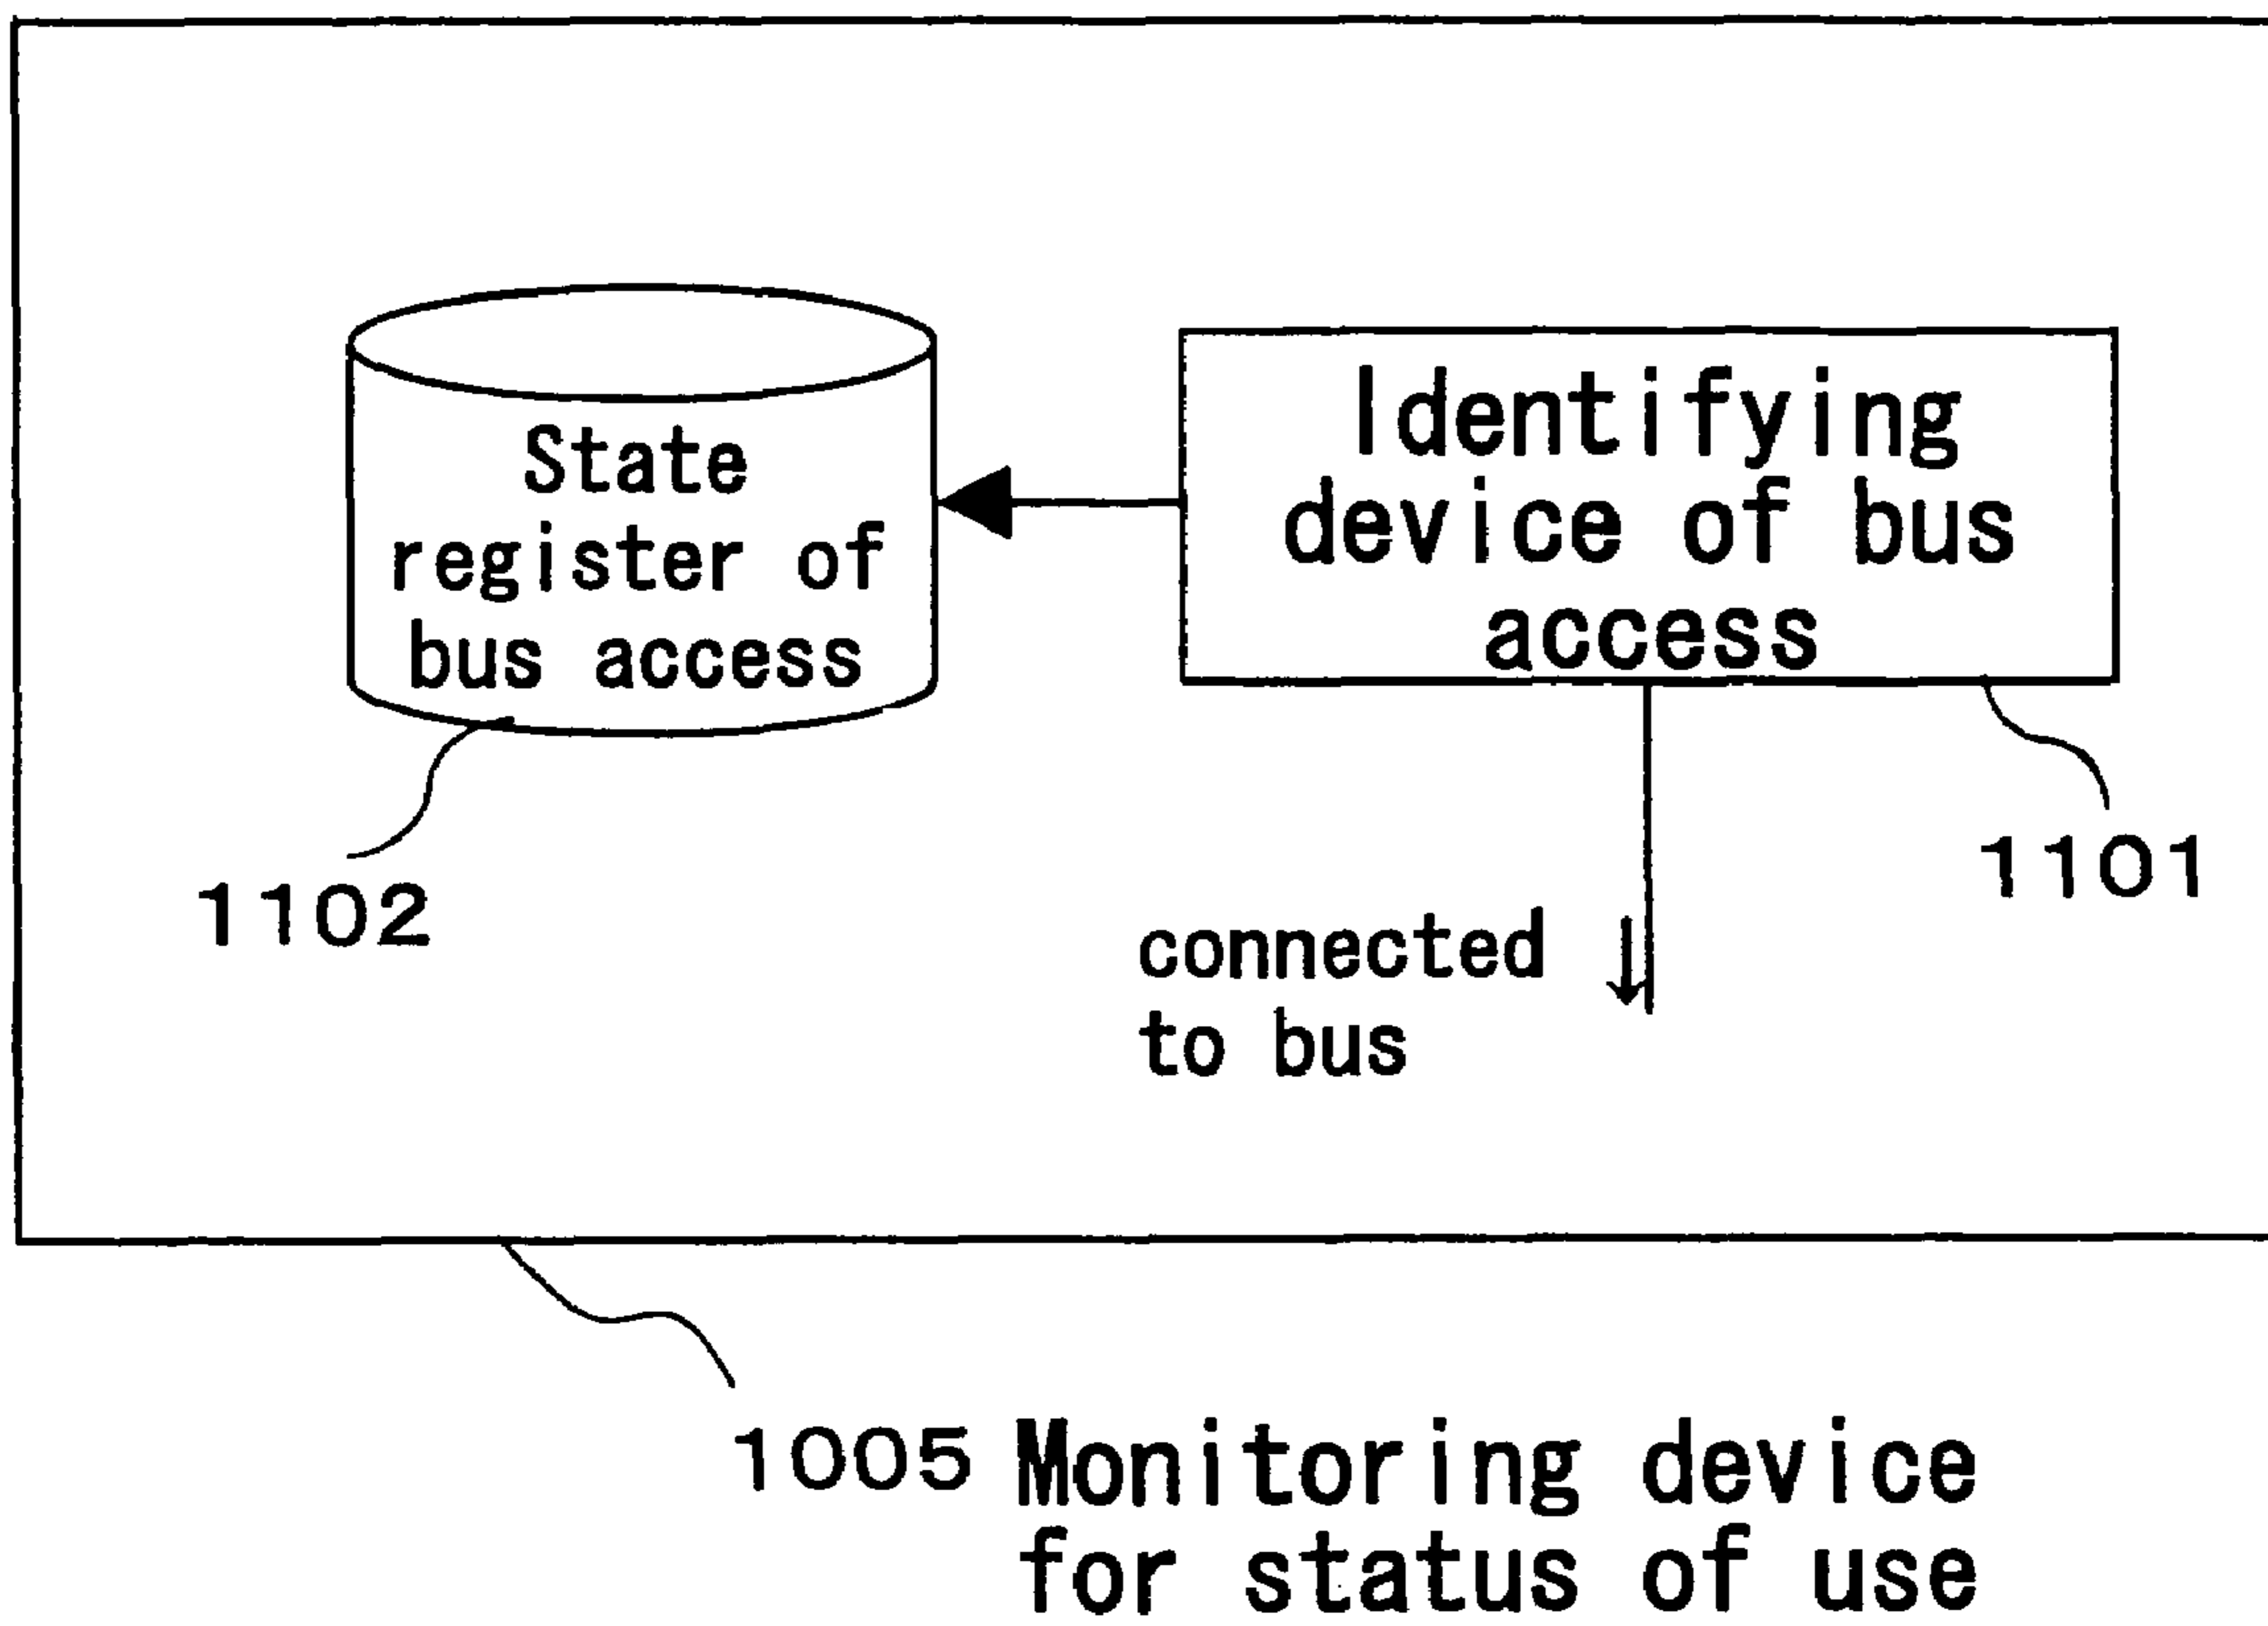 State
register of
bus access
Identifying
device of bus
access
1102
1101
connected
to bus
1005 Monitoring device
for status of use